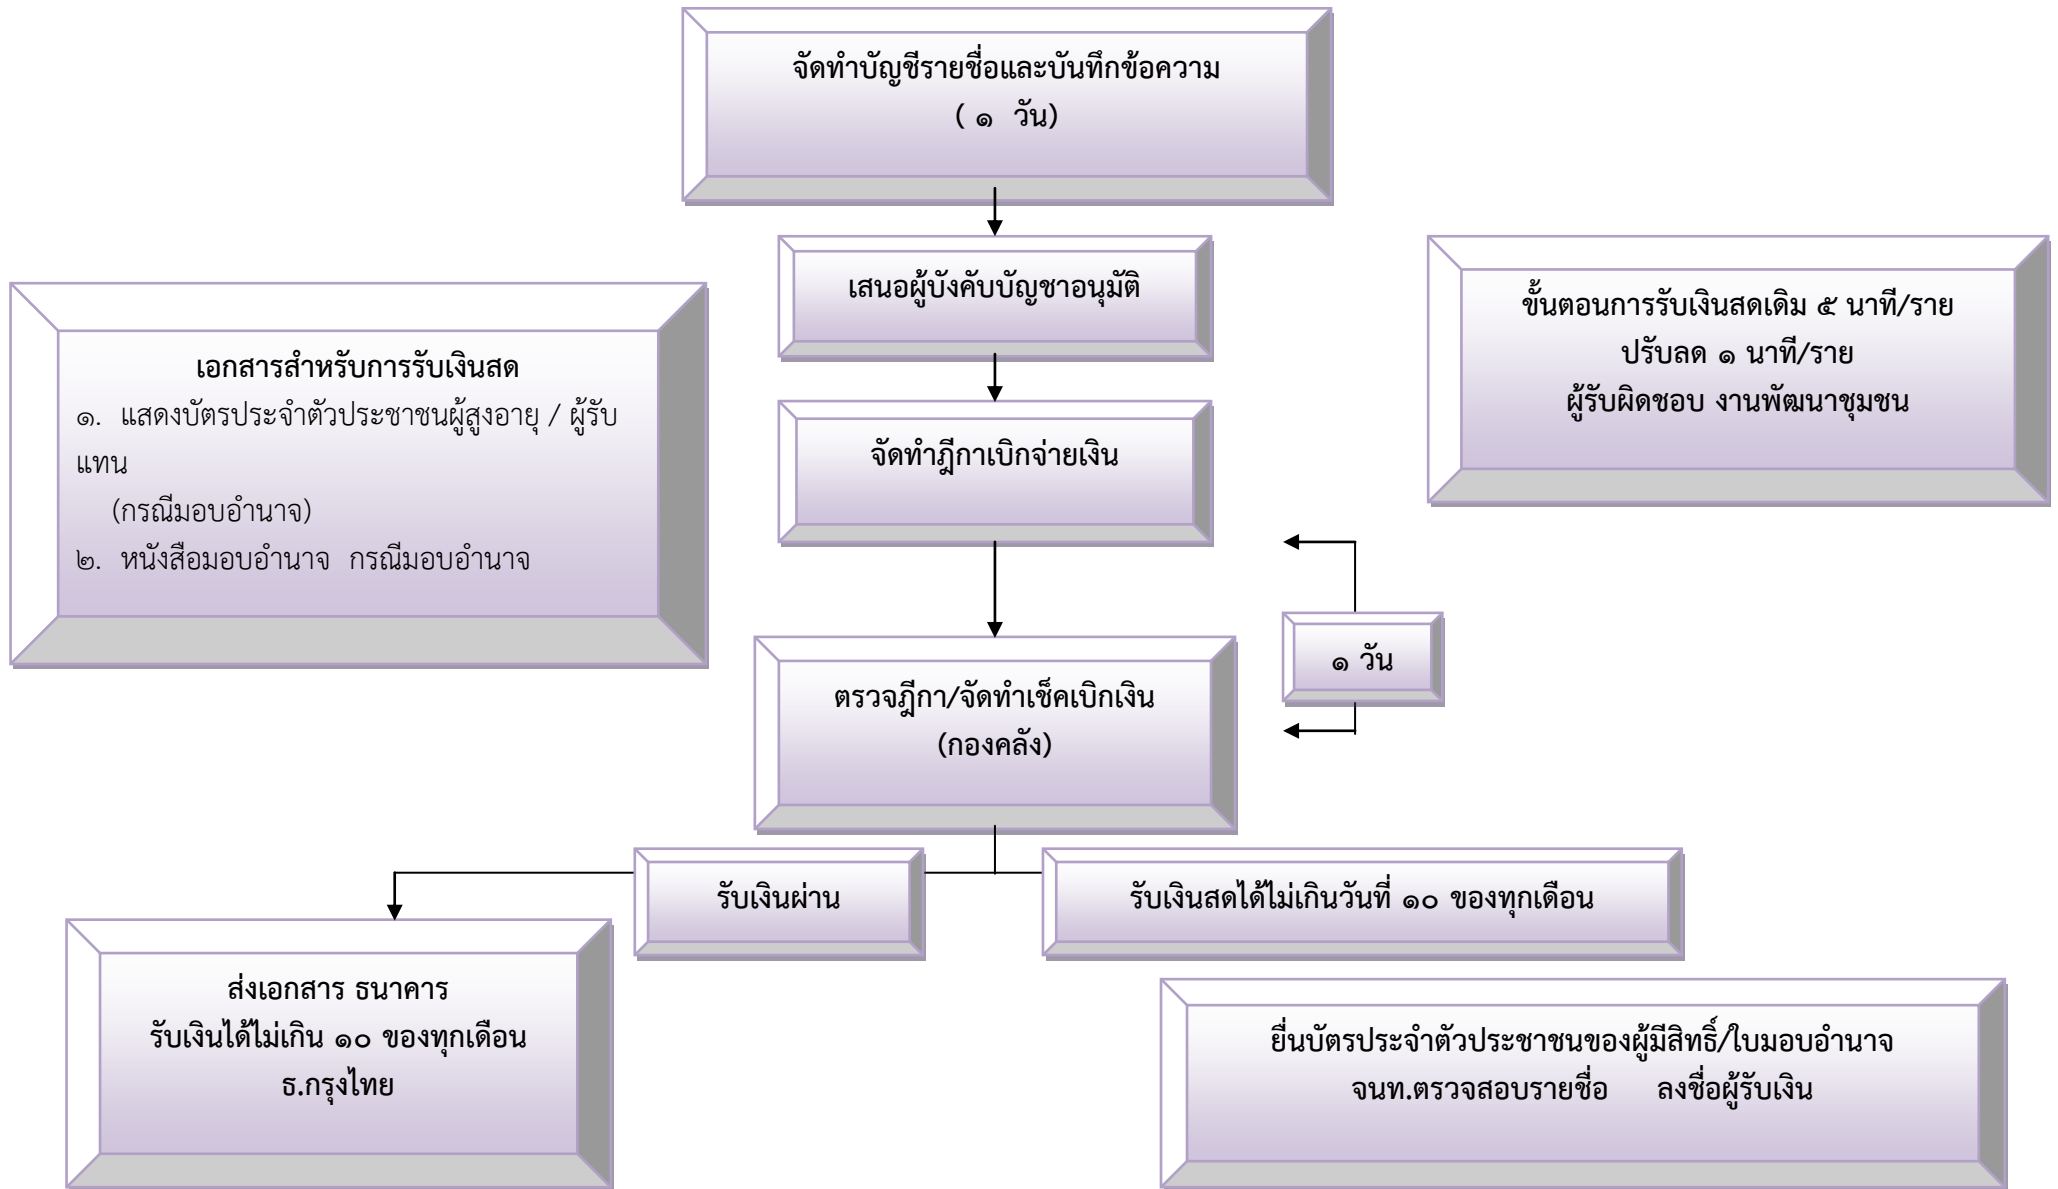 จัดทำบัญชีรายชื่อและบันทึกข้อความ
( ๑ วัน)
เสนอผู้บังคับบัญชาอนุมัติ
ขั้นตอนการรับเงินสดเดิม ๕ นาที/ราย
ปรับลด ๑ นาที/ราย
ผู้รับผิดชอบ งานพัฒนาชุมชน
เอกสารสำหรับการรับเงินสด
๑. แสดงบัตรประจำตัวประชาชนผู้สูงอายุ / ผู้รับ
แทน
(กรณีมอบอำนาจ)
๒. หนังสือมอบอำนาจ กรณีมอบอำนาจ
จัดทำฎีกาเบิกจ่ายเงิน
๑ วัน
ตรวจฎีกา/จัดทำเช็คเบิกเงิน
(กองคลัง)
รับเงินผ่าน
รับเงินสดได้ไม่เกินวันที่ ๑๐ ของทุกเดือน
ส่งเอกสาร ธนาคาร
รับเงินได้ไม่เกิน ๑๐ ของทุกเดือน
ธ.กรุงไทย
ยื่นบัตรประจำตัวประชาชนของผู้มีสิทธิ์/ใบมอบอำนาจ
จนท.ตรวจสอบรายชื่อ ลงชื่อผู้รับเงิน